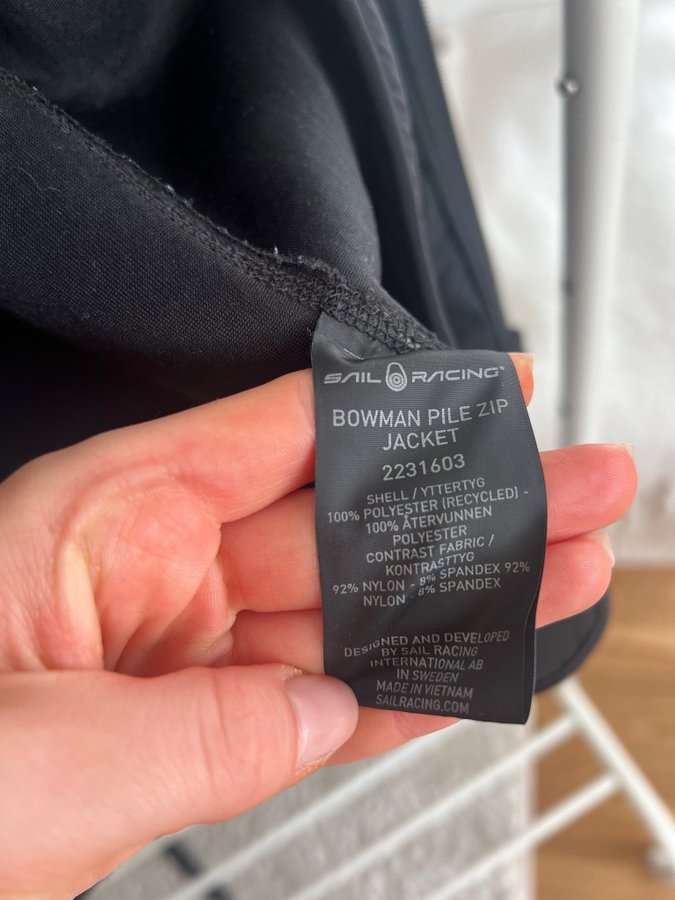 SAIL RACING
BOWMAN PILE ZIP
JACKET
2231603
SHELL / YTTERTYG
100% POLYESTER (RECYCLED) -
100% ÅTERVUNNEN
POLYESTER
CONTRAST FABRIC /
KONTRASTTYG
92% NYLON - 8% SPANDEX 92%
NYLON - 8% SPANDEX
DESIGNED AND DEVELOPED
BY SAIL RACING
INTERNATIONAL AB
IN SWEDEN
MADE IN VIETNAM
SAILRACING.COM